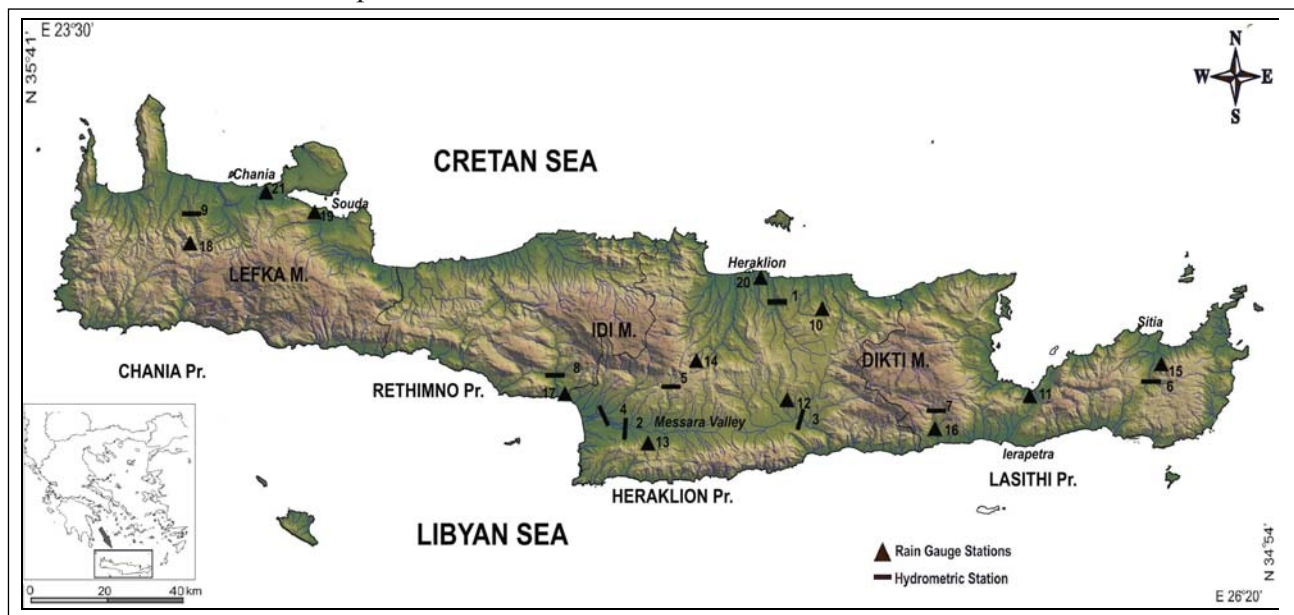 E 23°30'
N 35°41'
N
W E
S
CRETAN SEA
Chania
21
Souda
19
9
18
LEFKA M.
Heraklion
20
1
10
IDI M.
DIKTI M.
Sitia
14
15
8
5
6
CHANIA Pr.
RETHIMNO Pr.
17
12
7
11
4
2
Messara Valley
3
16
13
Ierapetra
HERAKLION Pr.
LASITHI Pr.
LIBYAN SEA
Rain Gauge Stations
Hydrometric Station
0 20 40 km
N 34°54'
E 26°20'